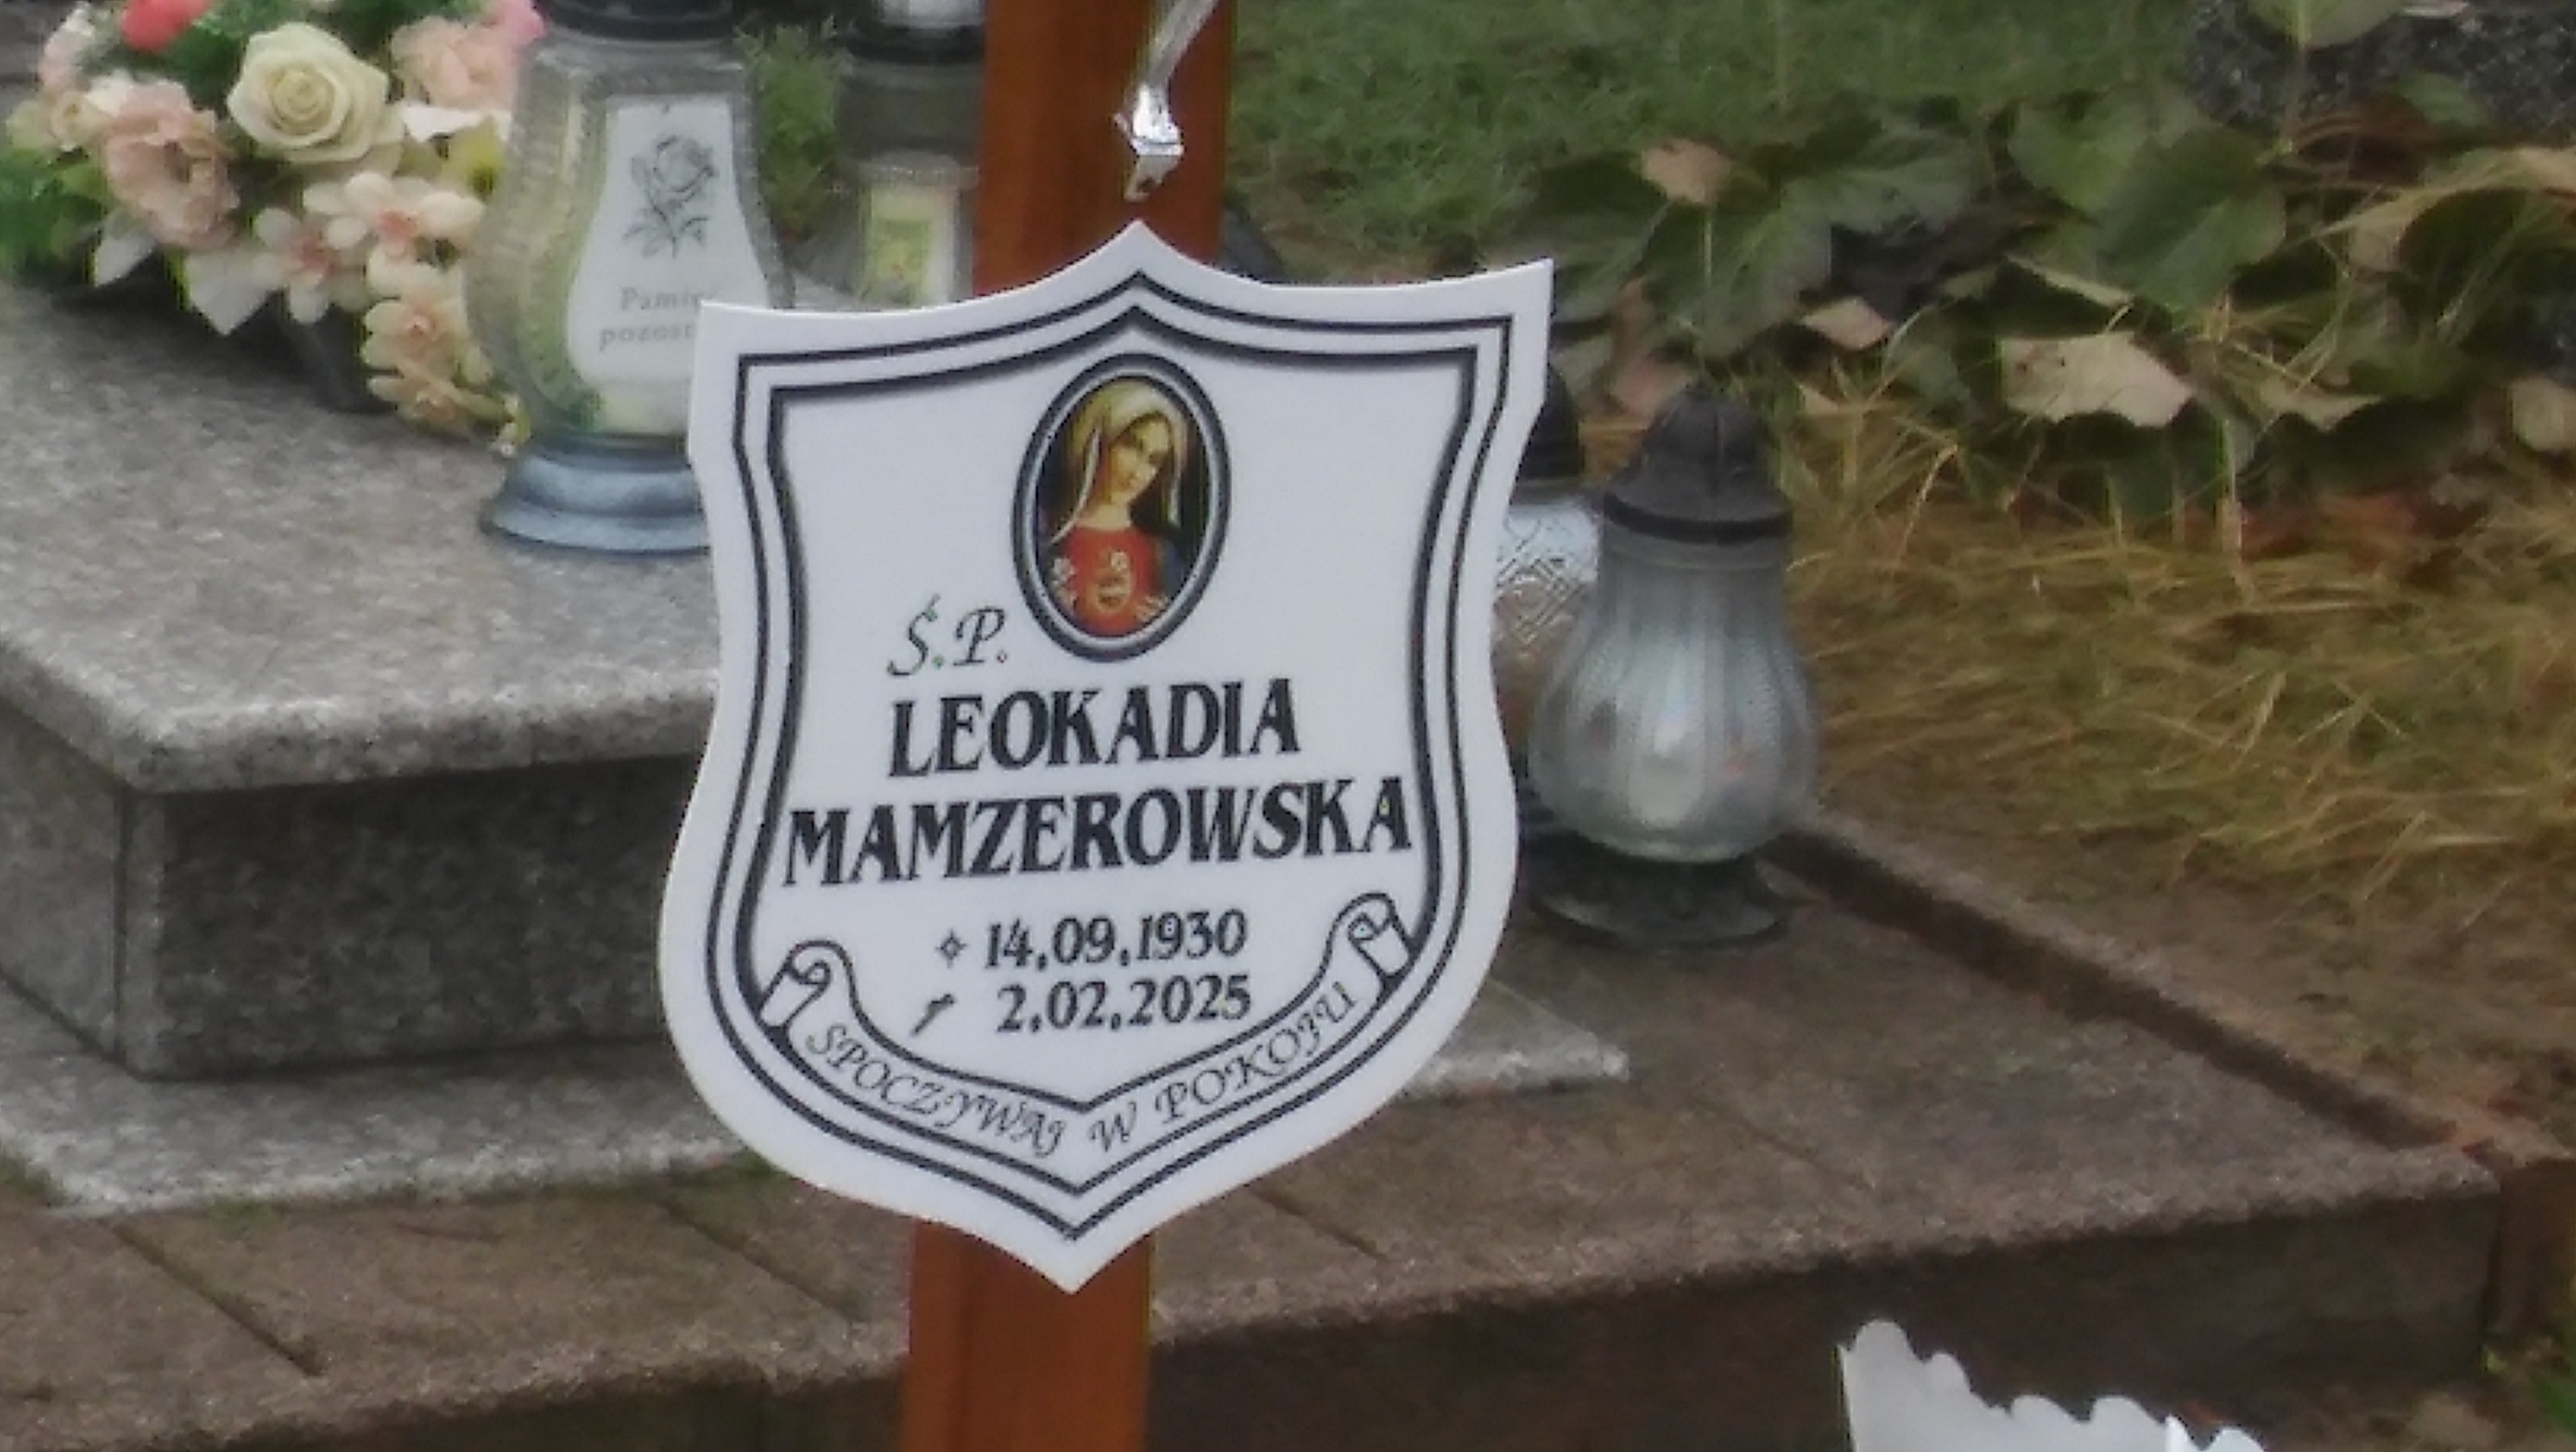 Ś.P.
LEOKADIA
MAMZEROWSKA
14.09.1930
2.02.2025
SPOCZYWAJ W POKOJU